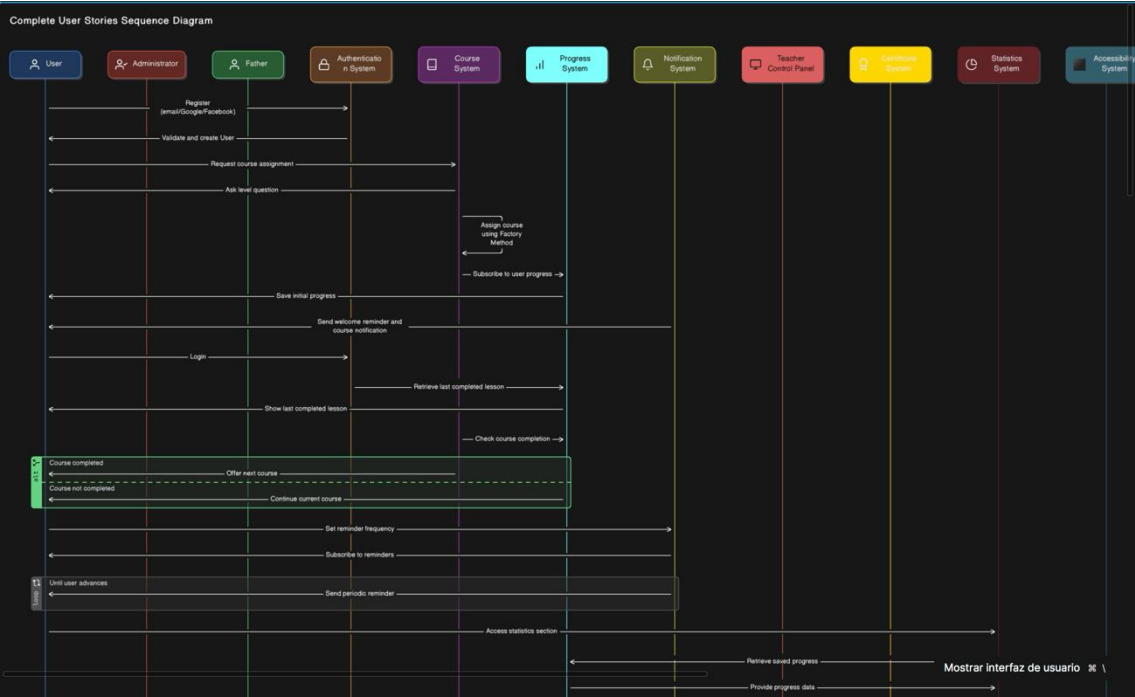 Complete User Stories Sequence Diagram
User
Administrator
Father
Authenticatio
n System
Course
System
Progress
System
Notification
System
Teacher
Control Panel
Certificate
System
Statistics
System
Accessibility
System
Register
(email/Google/Facebook)
Validate and create User
Request course assignment
Ask level question
Assign course
using Factory
Method
Subscribe to user progress
Save initial progress
Send welcome reminder and
course notification
Login
Retrieve last completed lesson
Show last completed lesson
Check course completion
alt
Course completed
Offer next course
Course not completed
Continue current course
Set reminder frequency
Subscribe to reminders
loop
Until user advances
Send periodic reminder
Access statistics section
Retrieve saved progress
Mostrar interfaz de usuario ⌘ \
Provide progress data